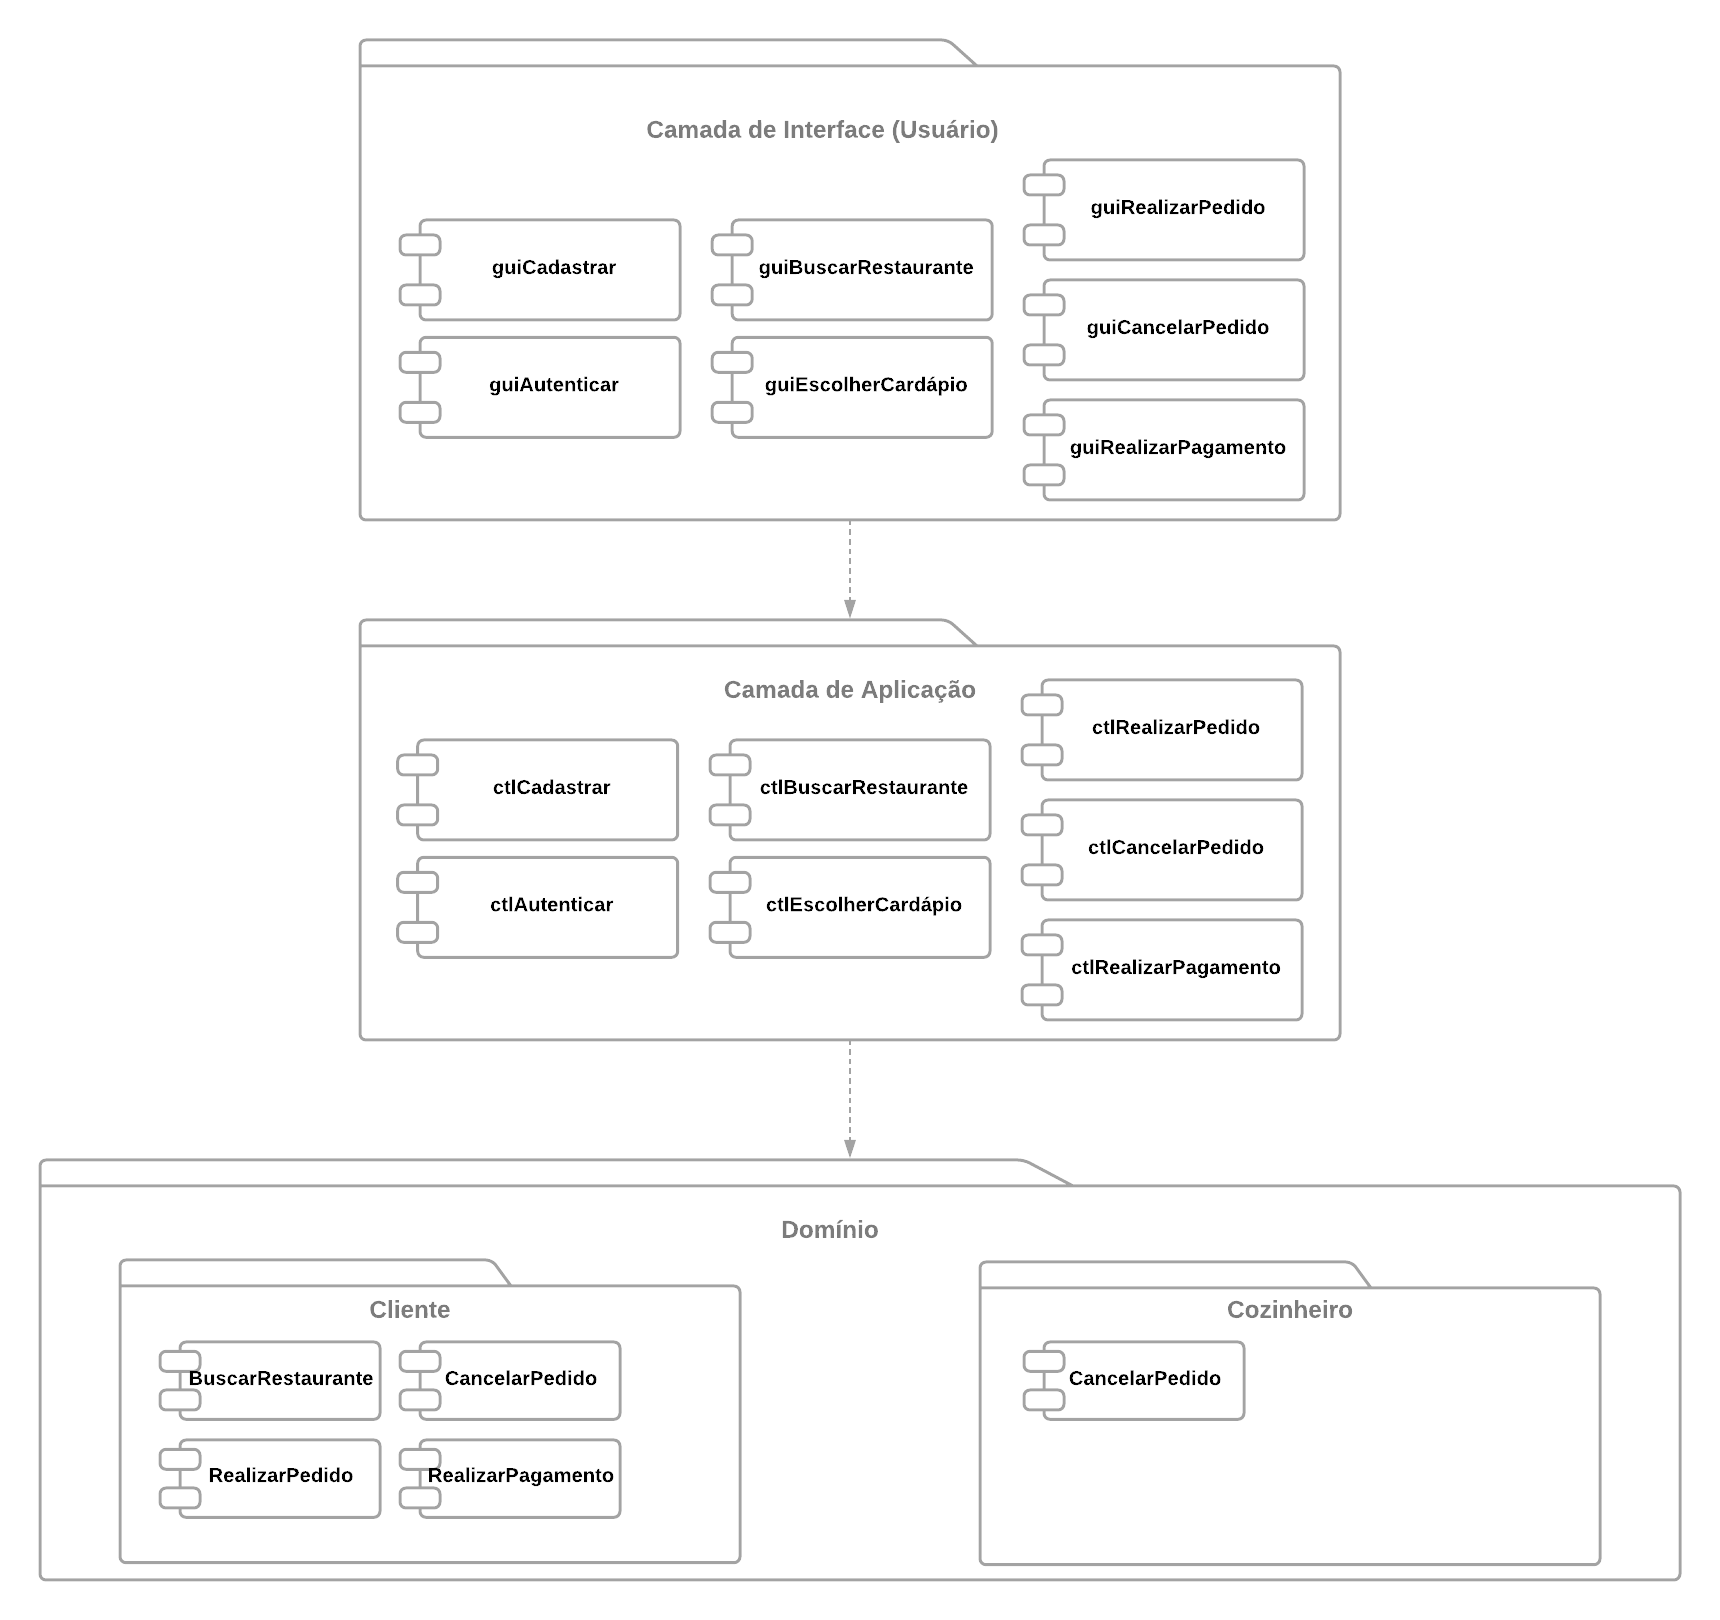 Camada de Interface (Usuário)
guiCadastrar
guiAutenticar
guiBuscarRestaurante
guiEscolherCardápio
guiRealizarPedido
guiCancelarPedido
guiRealizarPagamento
Camada de Aplicação
ctlCadastrar
ctlAutenticar
ctlBuscarRestaurante
ctlEscolherCardápio
ctlRealizarPedido
ctlCancelarPedido
ctlRealizarPagamento
Domínio
Cliente
BuscarRestaurante
CancelarPedido
RealizarPedido
RealizarPagamento
Cozinheiro
CancelarPedido